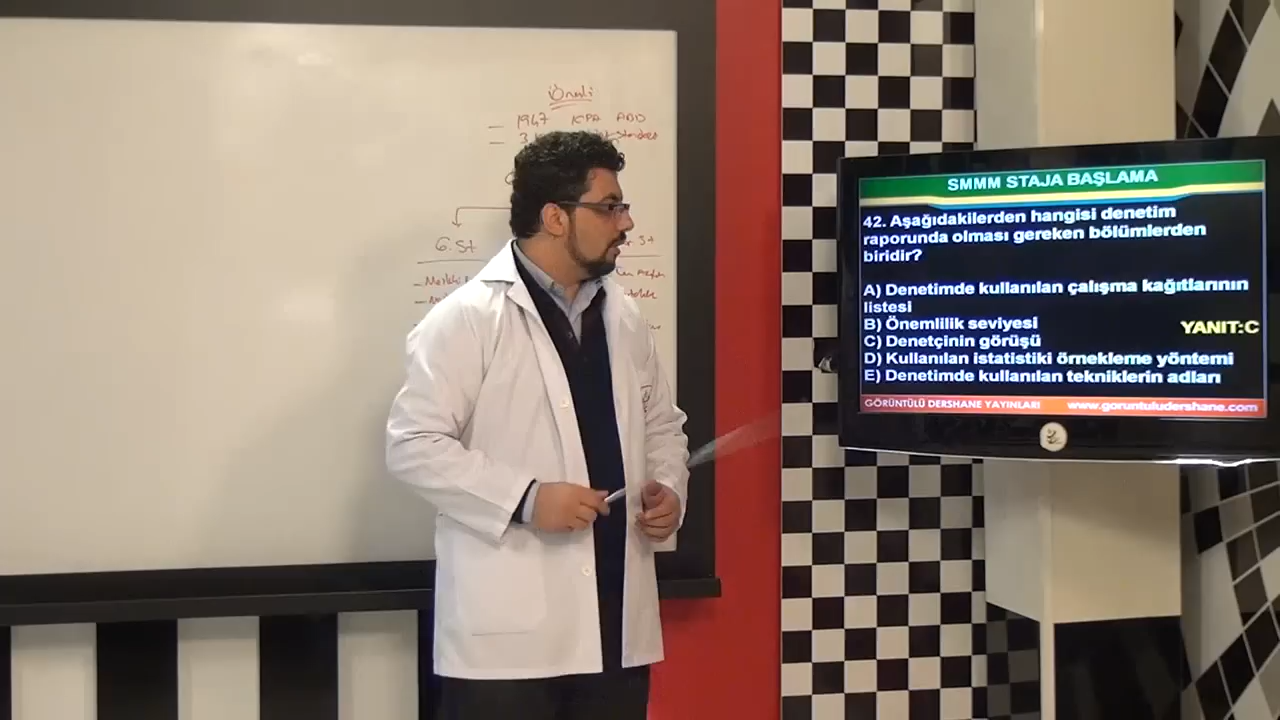 Önemli
1947 ABD
G. St
SMMM STAJA BAŞLAMA
42. Aşağıdakilerden hangisi denetim
raporunda olması gereken bölümlerden
biridir?
A) Denetimde kullanılan çalışma kağıtlarının
listesi
B) Önemlilik seviyesi
YANIT:C
C) Denetçinin görüşü
D) Kullanılan istatistiki örnekleme yöntemi
E) Denetimde kullanılan tekniklerin adları
GÖRÜNTÜLÜ DERSHANE YAYINLARI www.goruntuludershane.com